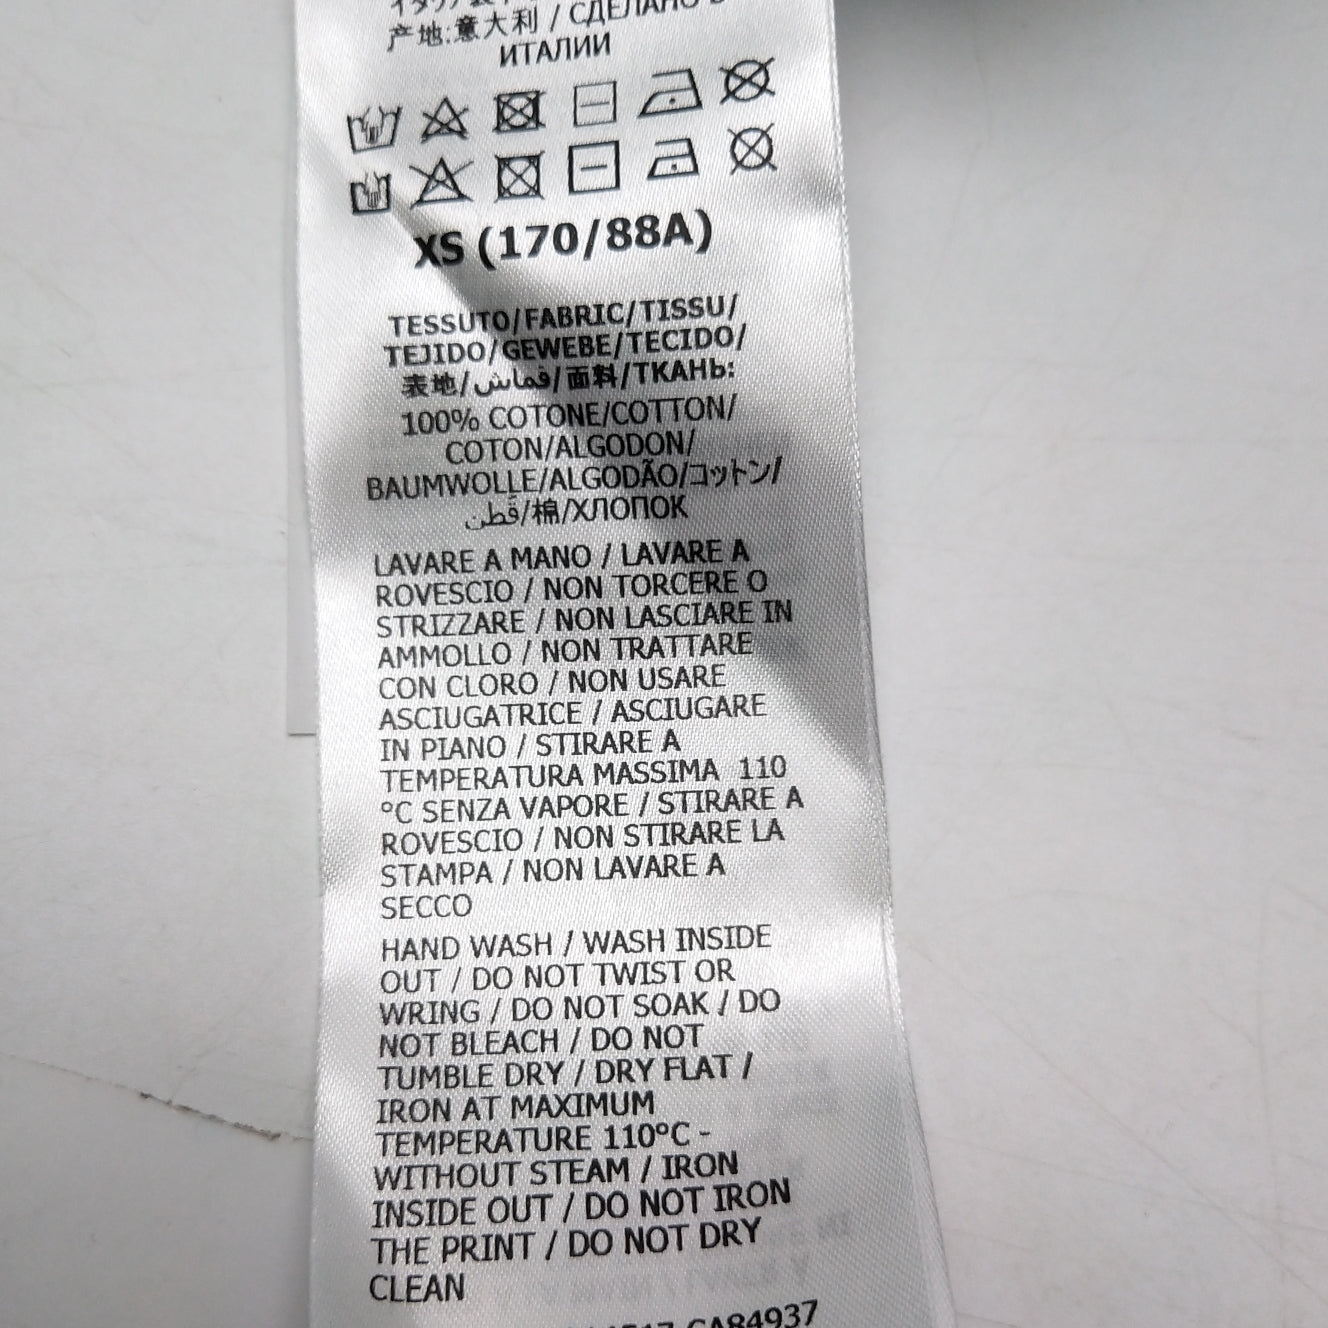 产地:意大利 / СДЕЛАНО В
ИТАЛИИ
XS (170/88A)
TESSUTO/FABRIC/TISSU/
TEJIDO/GEWEBE/TECIDO/
表地/قماش/面料/ТКАНЬ:
100% COTONE/COTTON/
COTON/ALGODON/
BAUMWOLLE/ALGODÃO/コットン/
قطن/棉/ХЛОПОК
LAVARE A MANO / LAVARE A
ROVESCIO / NON TORCERE O
STRIZZARE / NON LASCIARE IN
AMMOLLO / NON TRATTARE
CON CLORO / NON USARE
ASCIUGATRICE / ASCIUGARE
IN PIANO / STIRARE A
TEMPERATURA MASSIMA 110
°C SENZA VAPORE / STIRARE A
ROVESCIO / NON STIRARE LA
STAMPA / NON LAVARE A
SECCO
HAND WASH / WASH INSIDE
OUT / DO NOT TWIST OR
WRING / DO NOT SOAK / DO
NOT BLEACH / DO NOT
TUMBLE DRY / DRY FLAT /
IRON AT MAXIMUM
TEMPERATURE 110°C -
WITHOUT STEAM / IRON
INSIDE OUT / DO NOT IRON
THE PRINT / DO NOT DRY
CLEAN
CA84937